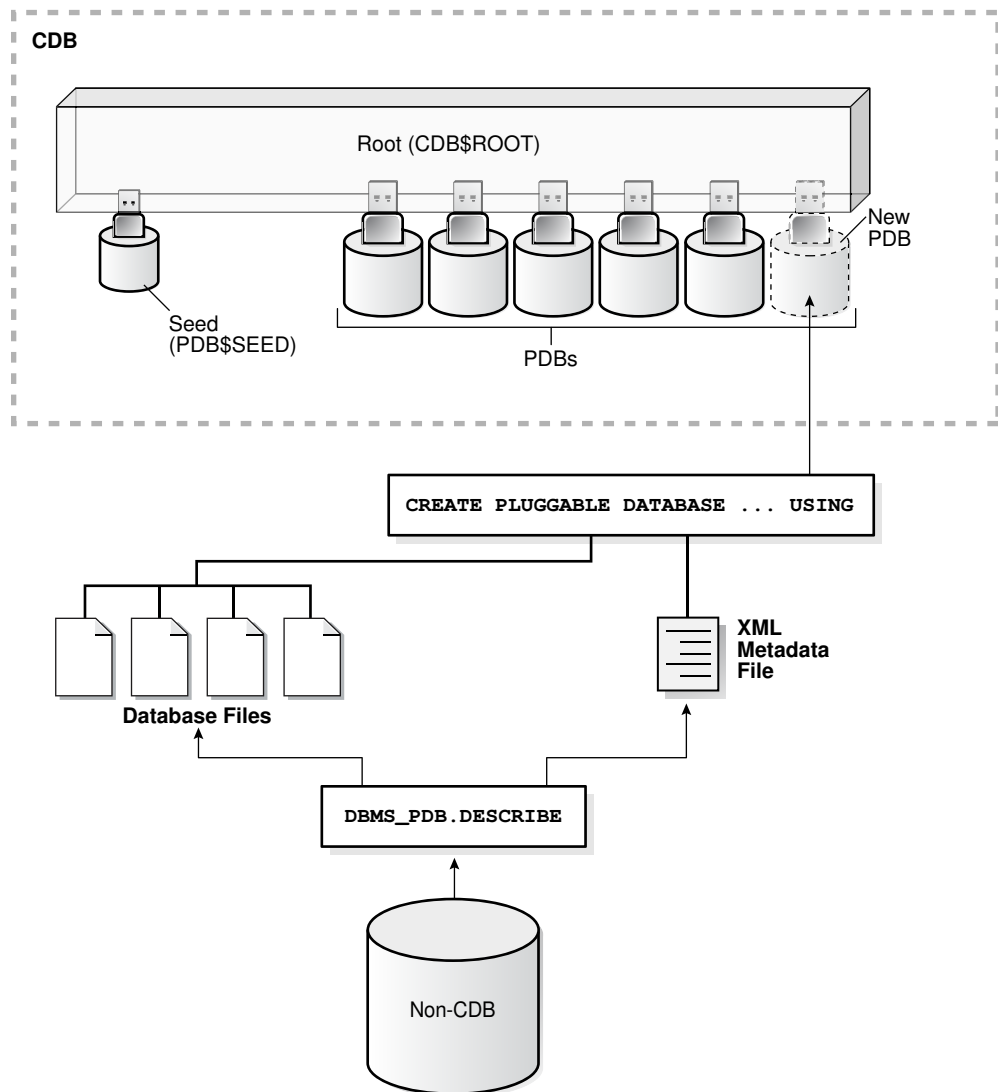 CDB
Root (CDB$ROOT)
New
PDB
Seed
(PDB$SEED)
PDBs
CREATE PLUGGABLE DATABASE ... USING
XML
Metadata
File
Database Files
DBMS_PDB.DESCRIBE
Non-CDB